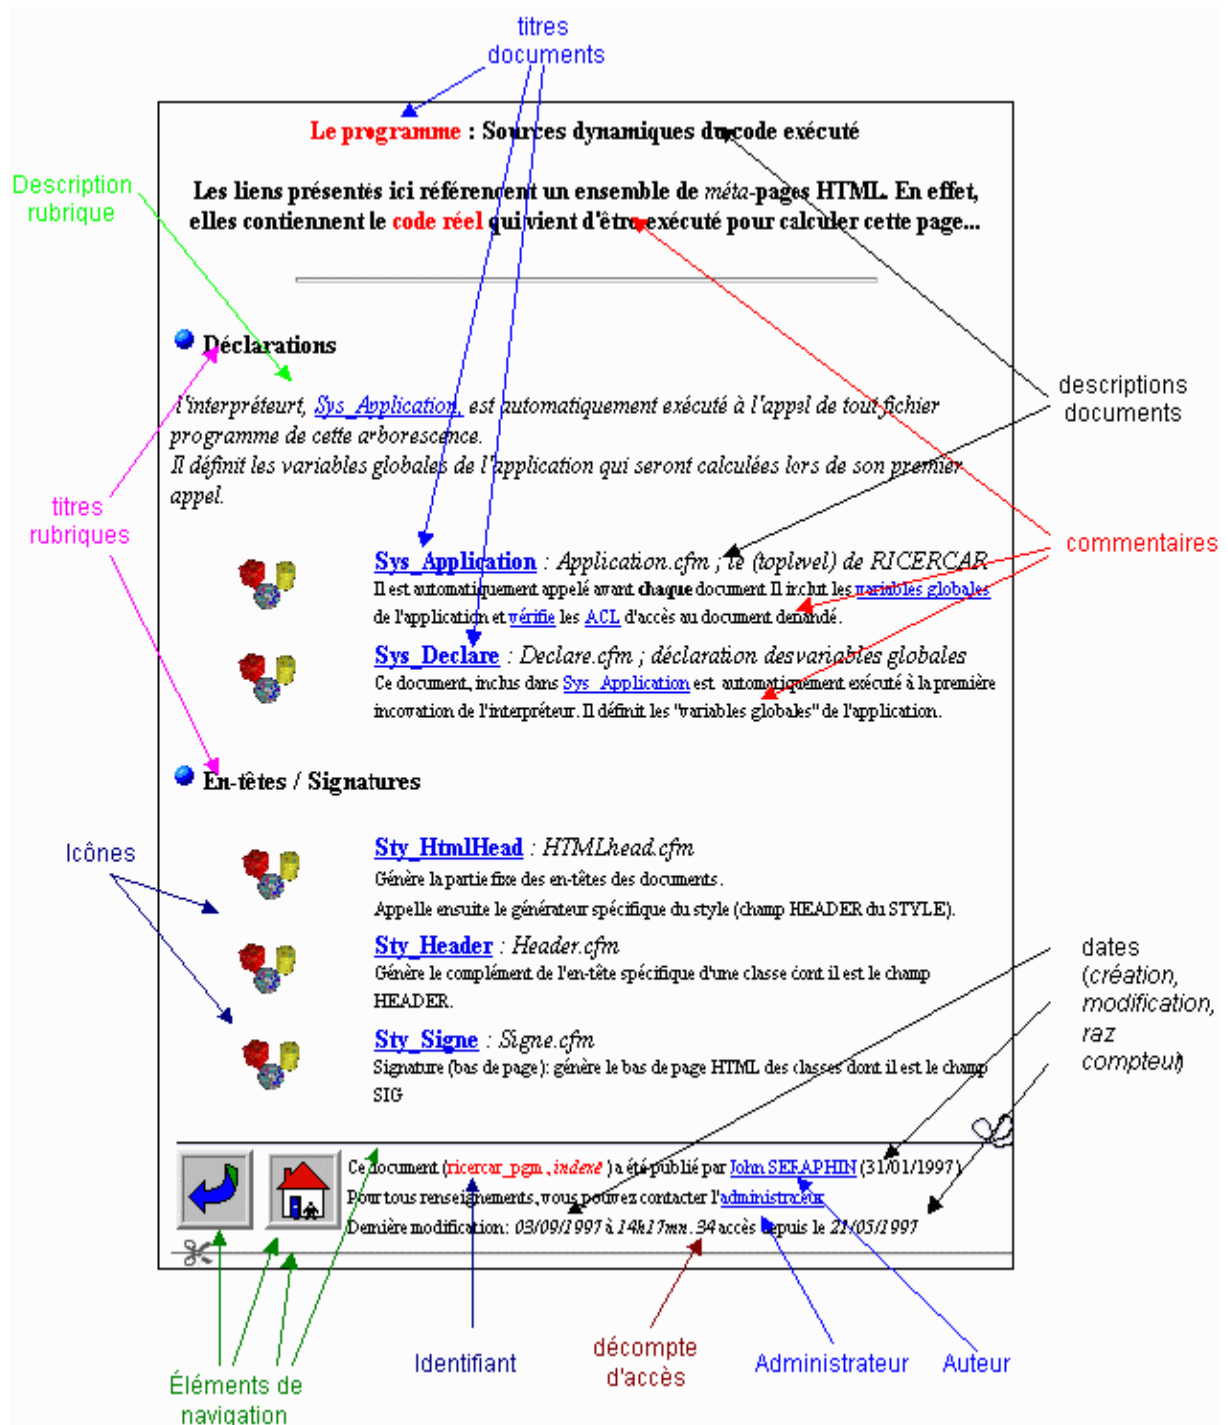 titres
documents
Le programme : Sources dynamiques du code exécuté
Description
rubrique
Les liens présentés ici référencent un ensemble de méta-pages HTML. En effet,
elles contiennent le code réel qui vient d'être exécuté pour calculer cette page...
Déclarations
descriptions
documents
l'interpréteurt, Sys_Application, est automatiquement exécuté à l'appel de tout fichier
programme de cette arborescence.
Il définit les variables globales de l'application qui seront calculées lors de son premier
appel.
titres
rubriques
commentaires
Sys_Application : Application.cfm ; le (toplevel) de RICERCAR
Il est automatiquement appelé avant chaque document Il inclut les variables globales
de l'application et vérifie les ACL d'accès au document demandé.
Sys_Declare : Declare.cfm ; déclaration desvariables globales
Ce document, inclus dans Sys_Application est automatiquement exécuté à la première
incovation de l'interpréteur. Il définit les "variables globales" de l'application.
En-têtes / Signatures
Icônes
Sty_HtmlHead : HTMLhead.cfm
Génère la partie fixe des en-têtes des documents.
Appelle ensuite le générateur spécifique du style (champ HEADER du STYLE).
Sty_Header : Header.cfm
Génère le complément de l'en-tête spécifique d'une classe dont il est le champ
HEADER.
dates
(création,
modification,
raz
compteur)
Sty_Signe : Signe.cfm
Signature (bas de page): génère le bas de page HTML des classes dont il est le champ
SIG
Ce document (ricercar_pgm , indexé ) a été publié par John SERAPHIN (31/01/1997)
Pour tous renseignements, vous pouvez contacter l'administrateur
Dernière modification: 03/09/1997 à 14h17mn. 34 accès depuis le 21/05/1997
Éléments de
navigation
Identifiant
décompte
d'accès
Administrateur
Auteur